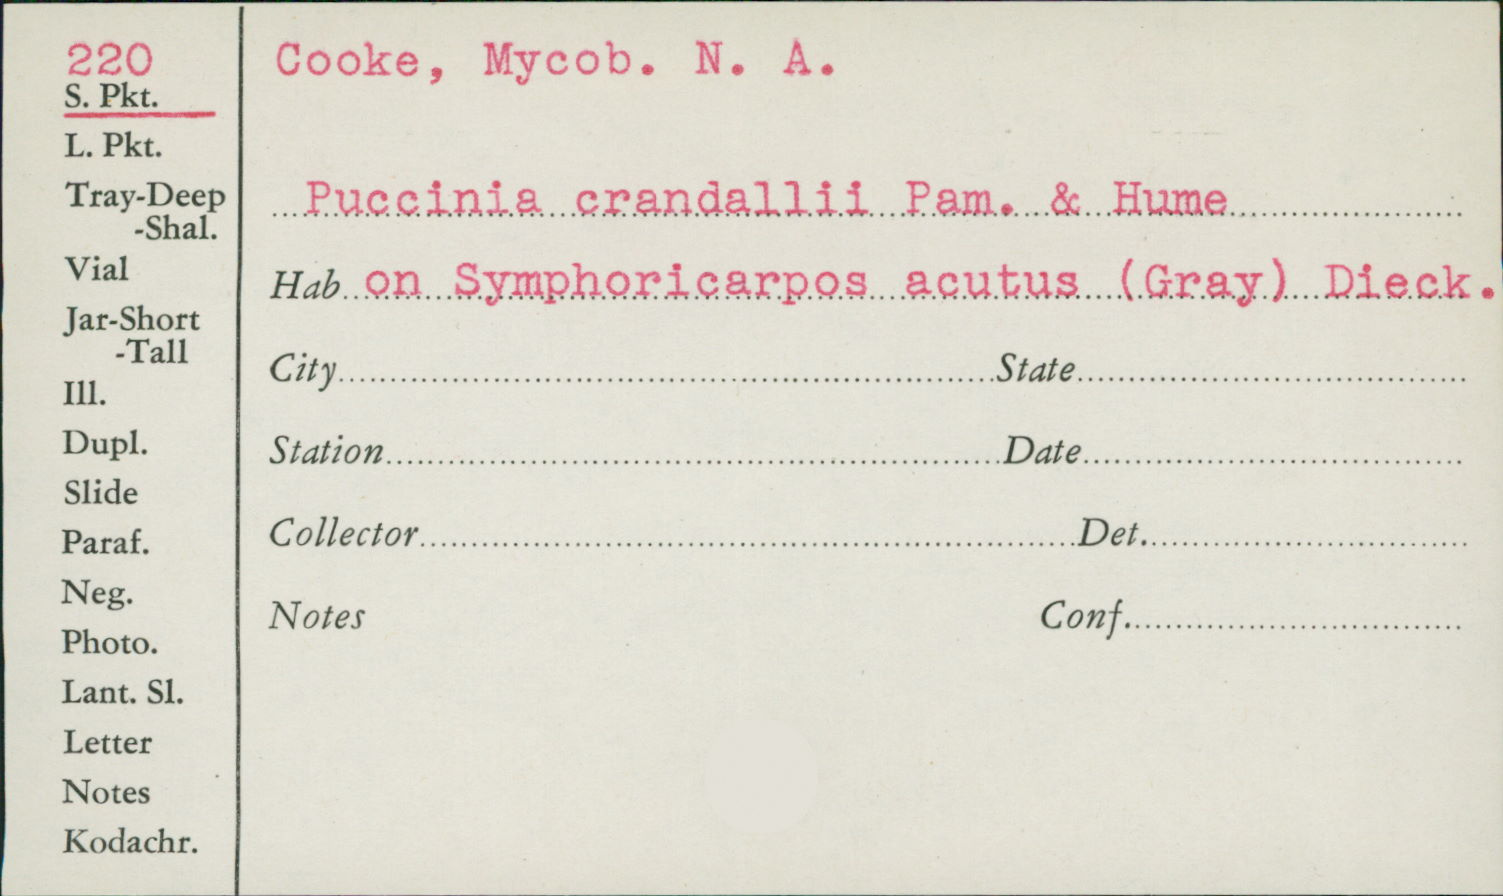 220
S. Pkt.
L. Pkt.
Tray-Deep
-Shal.
Vial
Jar-Short
-Tall
Ill.
Dupl.
Slide
Paraf.
Neg.
Photo.
Lant. Sl.
Letter
Notes
Kodachr.
Cooke, Mycob. N. A.
Puccinia crandallii Pam. & Hume
Hab. on Symphoricarpos acutus (Gray) Dieck.
City State
Station Date
Collector Det.
Notes Conf.